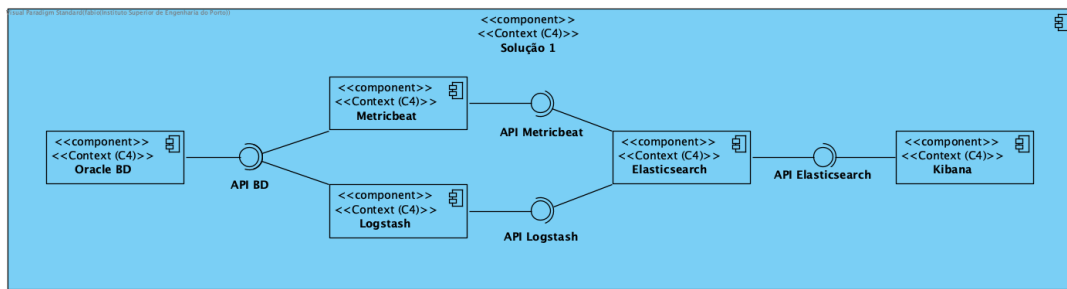 Visual Paradigm Standard(fabio(Instituto Superior de Engenharia do Porto))
<<component>>
<<Context (C4)>>
Solução 1
<<component>>
<<Context (C4)>>
Oracle BD
API BD
<<component>>
<<Context (C4)>>
Metricbeat
API Metricbeat
<<component>>
<<Context (C4)>>
Logstash
API Logstash
<<component>>
<<Context (C4)>>
Elasticsearch
API Elasticsearch
<<component>>
<<Context (C4)>>
Kibana